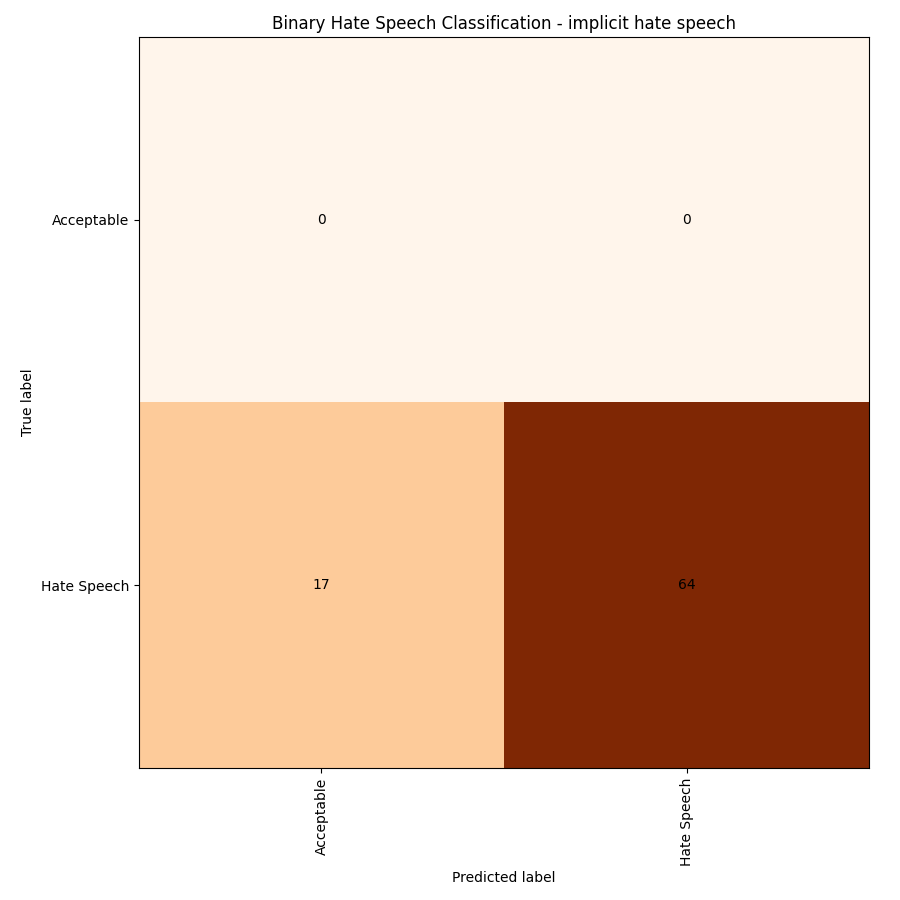 Binary Hate Speech Classification - implicit hate speech
True label
Acceptable
0
0
Hate Speech
17
64
Acceptable
Hate Speech
Predicted label